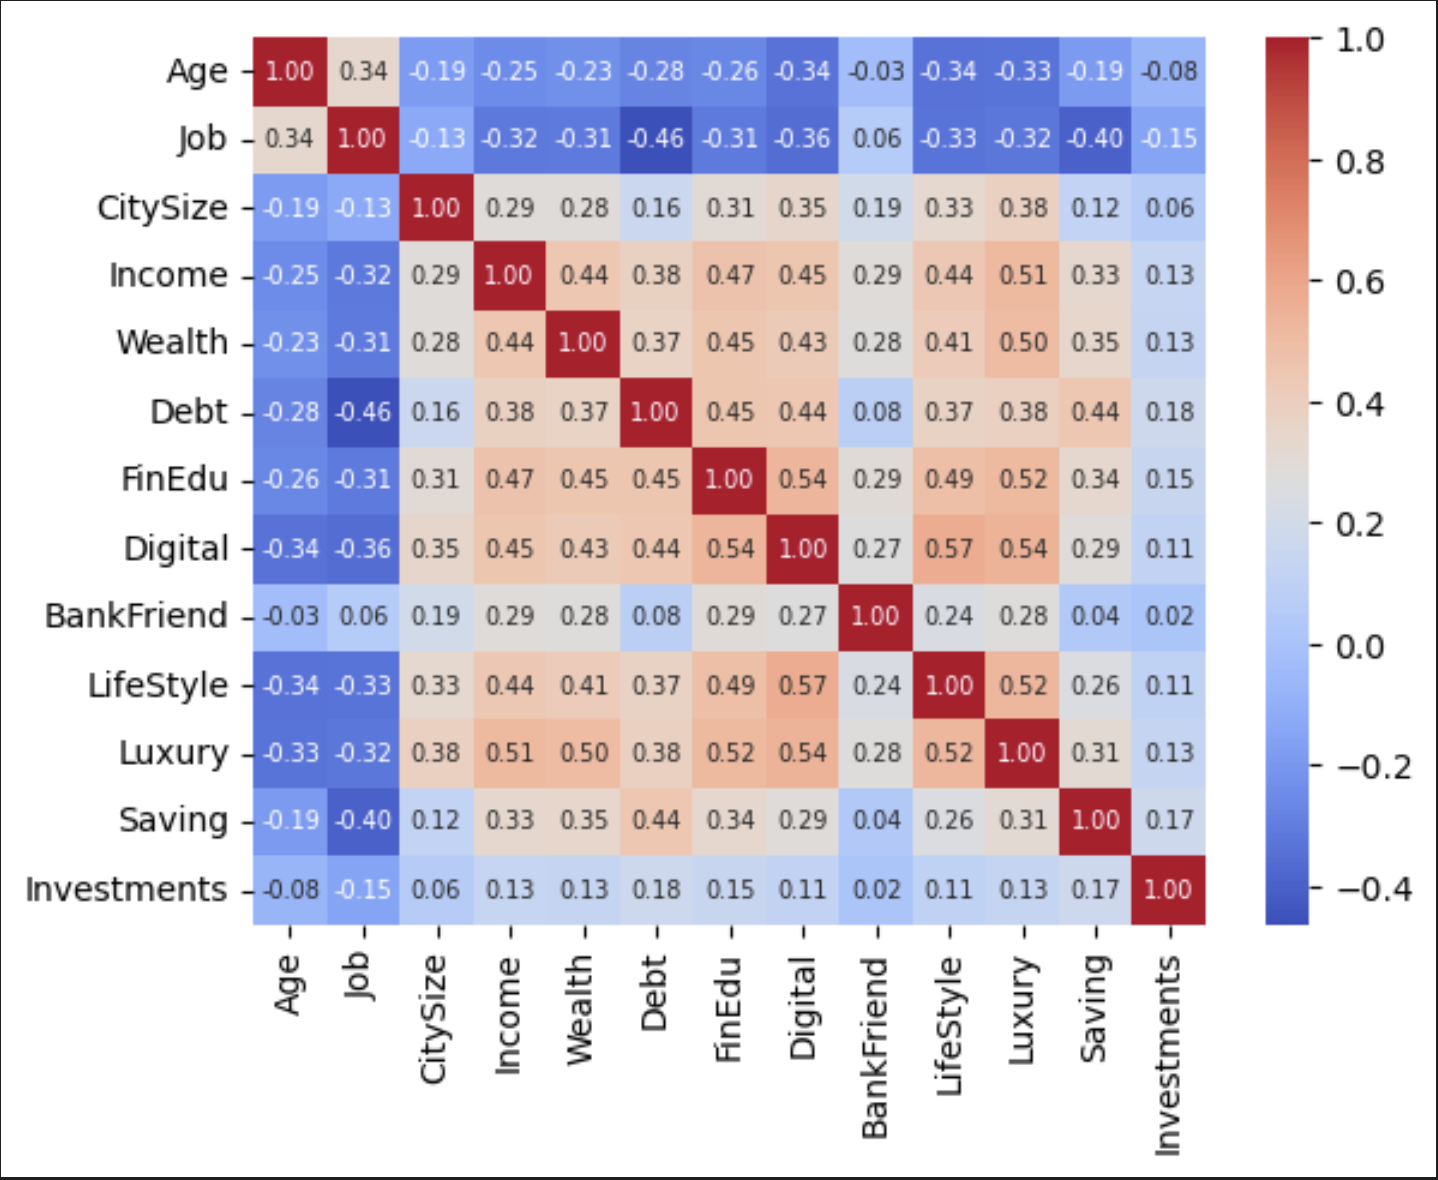 Age 1.00 0.34 -0.19 -0.25 -0.23 -0.28 -0.26 -0.34 -0.03 -0.34 -0.33 -0.19 -0.08
Job 0.34 1.00 -0.13 -0.32 -0.31 -0.46 -0.31 -0.36 0.06 -0.33 -0.32 -0.40 -0.15
CitySize -0.19 -0.13 1.00 0.29 0.28 0.16 0.31 0.35 0.19 0.33 0.38 0.12 0.06
Income -0.25 -0.32 0.29 1.00 0.44 0.38 0.47 0.45 0.29 0.44 0.51 0.33 0.13
Wealth -0.23 -0.31 0.28 0.44 1.00 0.37 0.45 0.43 0.28 0.41 0.50 0.35 0.13
Debt -0.28 -0.46 0.16 0.38 0.37 1.00 0.45 0.44 0.08 0.37 0.38 0.44 0.18
FinEdu -0.26 -0.31 0.31 0.47 0.45 0.45 1.00 0.54 0.29 0.49 0.52 0.34 0.15
Digital -0.34 -0.36 0.35 0.45 0.43 0.44 0.54 1.00 0.27 0.57 0.54 0.29 0.11
BankFriend -0.03 0.06 0.19 0.29 0.28 0.08 0.29 0.27 1.00 0.24 0.28 0.04 0.02
LifeStyle -0.34 -0.33 0.33 0.44 0.41 0.37 0.49 0.57 0.24 1.00 0.52 0.26 0.11
Luxury -0.33 -0.32 0.38 0.51 0.50 0.38 0.52 0.54 0.28 0.52 1.00 0.31 0.13
Saving -0.19 -0.40 0.12 0.33 0.35 0.44 0.34 0.29 0.04 0.26 0.31 1.00 0.17
Investments -0.08 -0.15 0.06 0.13 0.13 0.18 0.15 0.11 0.02 0.11 0.13 0.17 1.00
Age Job CitySize Income Wealth Debt FinEdu Digital BankFriend LifeStyle Luxury Saving Investments
1.0
0.8
0.6
0.4
0.2
0.0
−0.2
−0.4